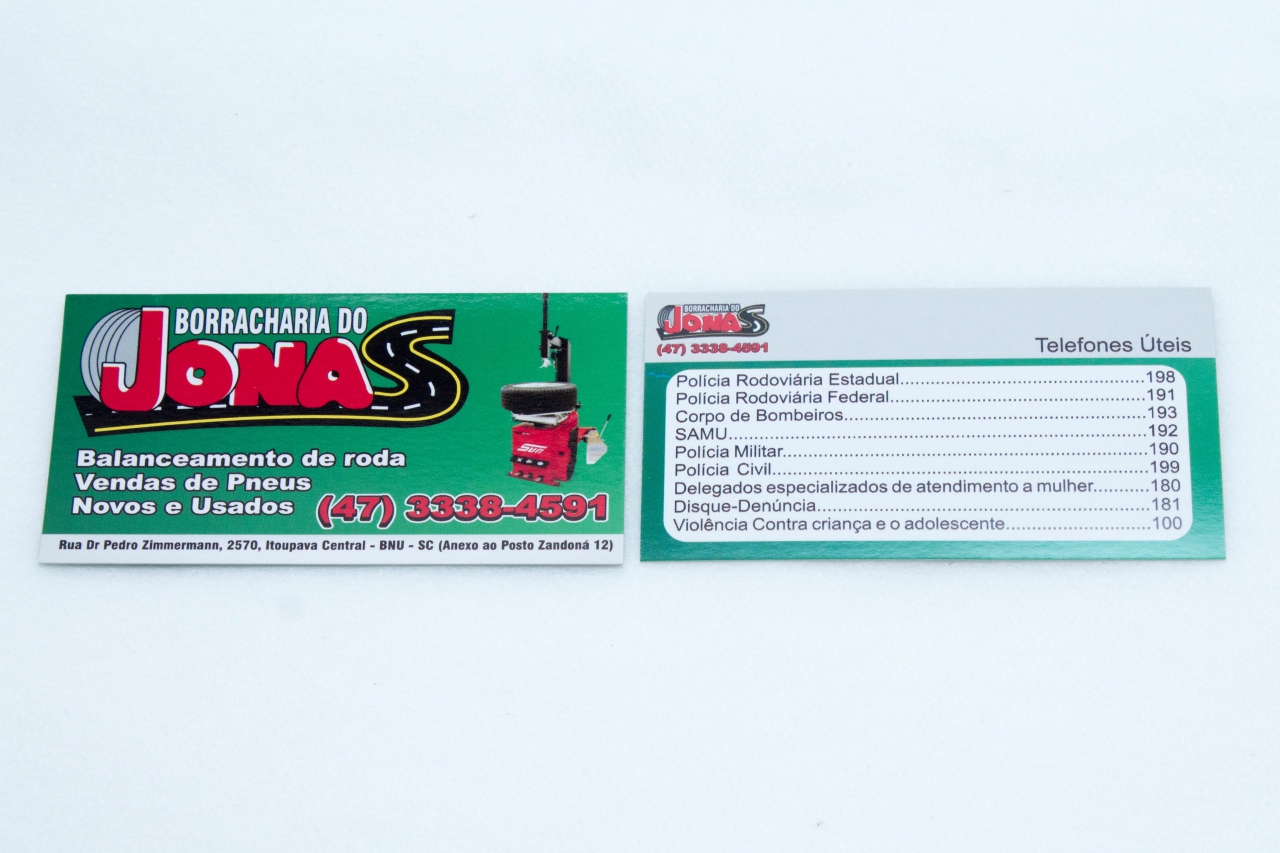 BORRACHARIA DO
JONAS
SUN
Balanceamento de roda
Vendas de Pneus
Novos e Usados (47) 3338-4591
Rua Dr Pedro Zimmermann, 2570, Itoupava Central - BNU - SC (Anexo ao Posto Zandoná 12)
BORRACHARIA DO
JONAS
(47) 3338-4591
Telefones Úteis
Polícia Rodoviária Estadual..................................................198
Polícia Rodoviária Federal....................................................191
Corpo de Bombeiros.............................................................193
SAMU....................................................................................192
Polícia Militar.........................................................................190
Polícia Civil...........................................................................199
Delegados especializados de atendimento a mulher..........180
Disque-Denúncia...................................................................181
Violência Contra criança e o adolescente.............................100